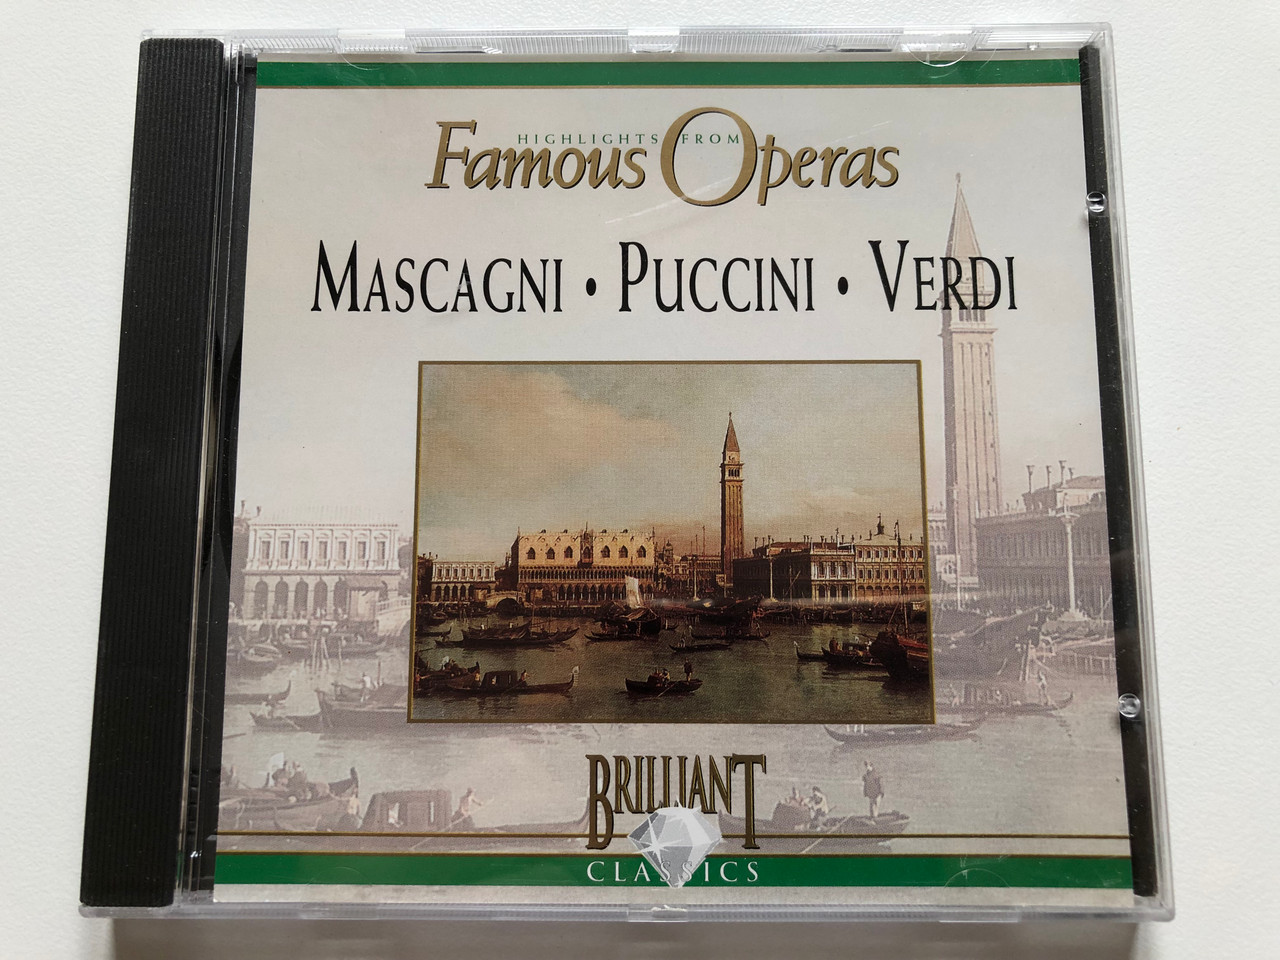 HIGHLIGHTS FROM
Famous Operas
MASCAGNI • PUCCINI • VERDI
BRILLIANT
CLASSICS